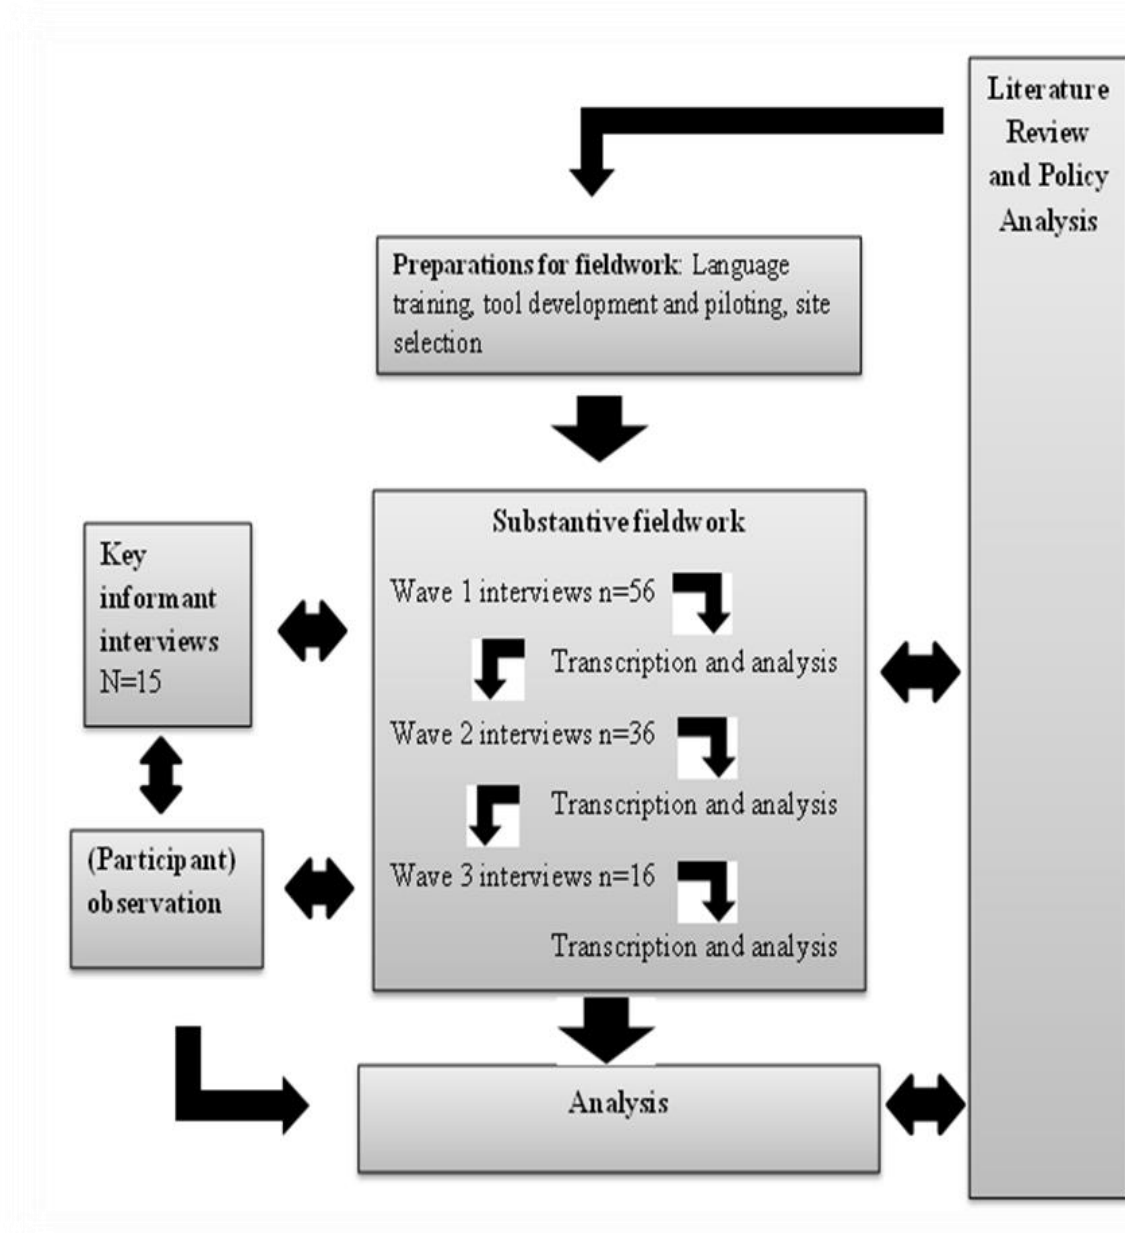 Literature
Review
and Policy
Analysis
Preparations for fieldwork: Language
training, tool development and piloting, site
selection
Key
informant
interviews
N=15
Substantive fieldwork
Wave 1 interviews n=56
Transcription and analysis
Wave 2 interviews n=36
Transcription and analysis
Wave 3 interviews n=16
Transcription and analysis
(Participant)
observation
Analysis